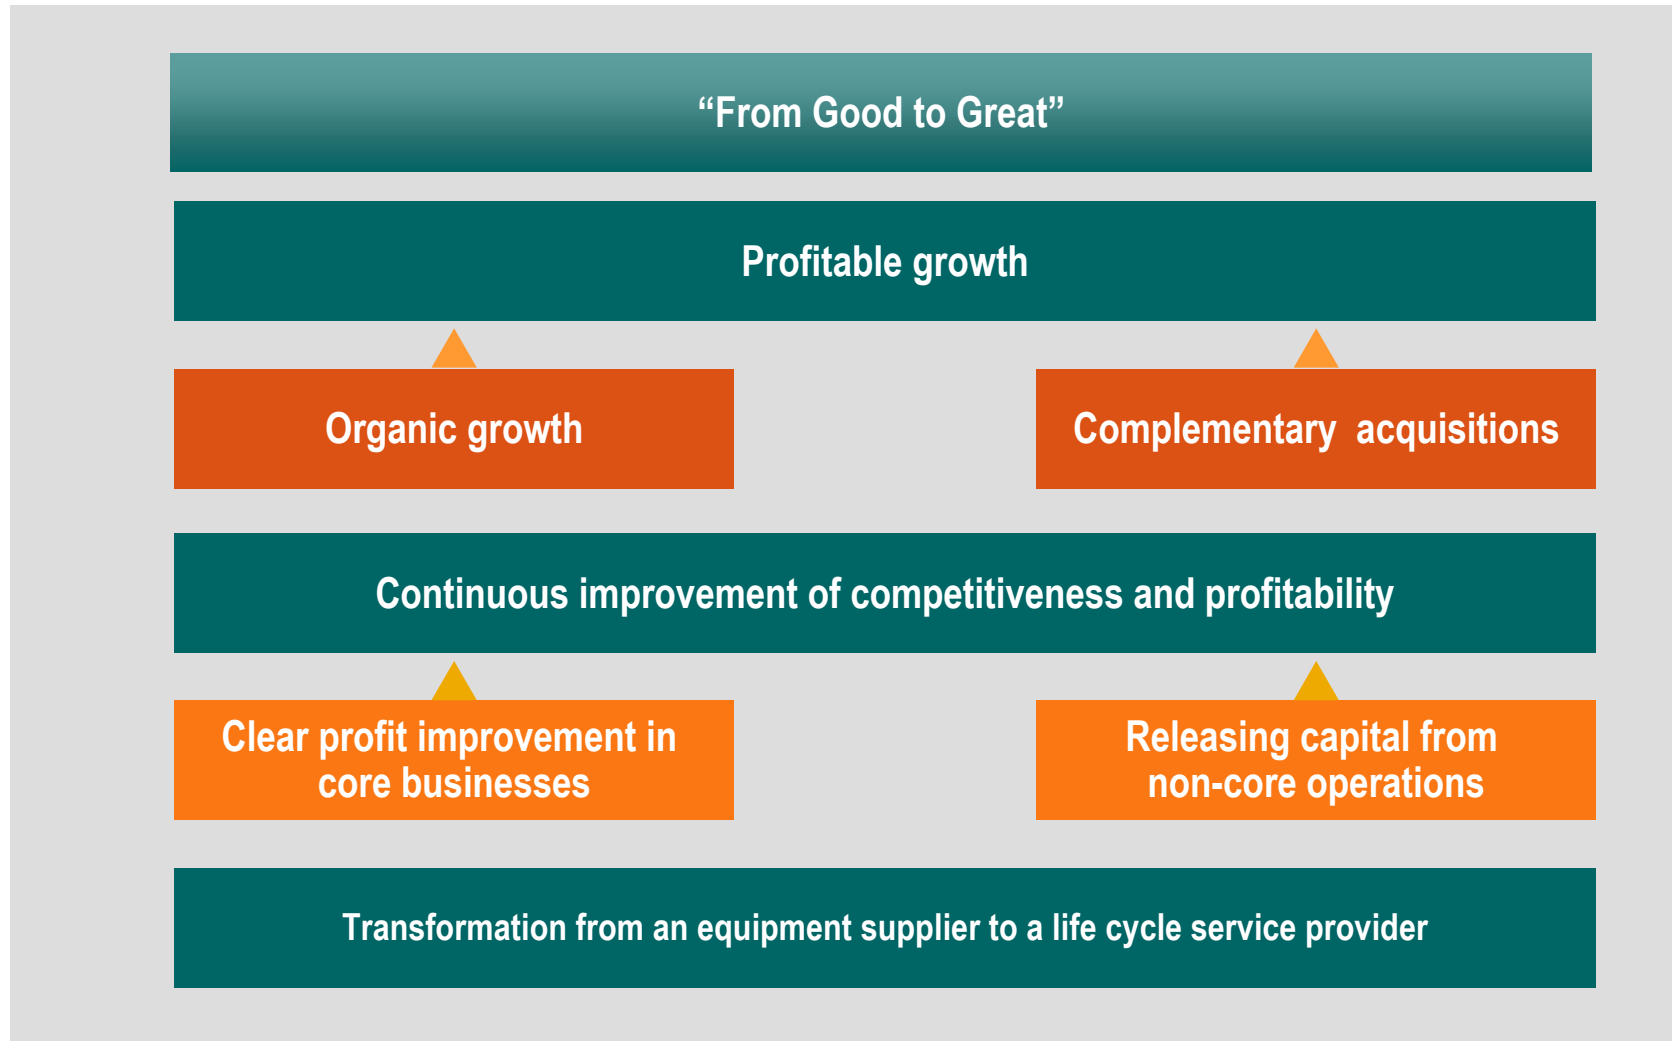 “From Good to Great”
Profitable growth
Organic growth
Complementary acquisitions
Continuous improvement of competitiveness and profitability
Clear profit improvement in
core businesses
Releasing capital from
non-core operations
Transformation from an equipment supplier to a life cycle service provider